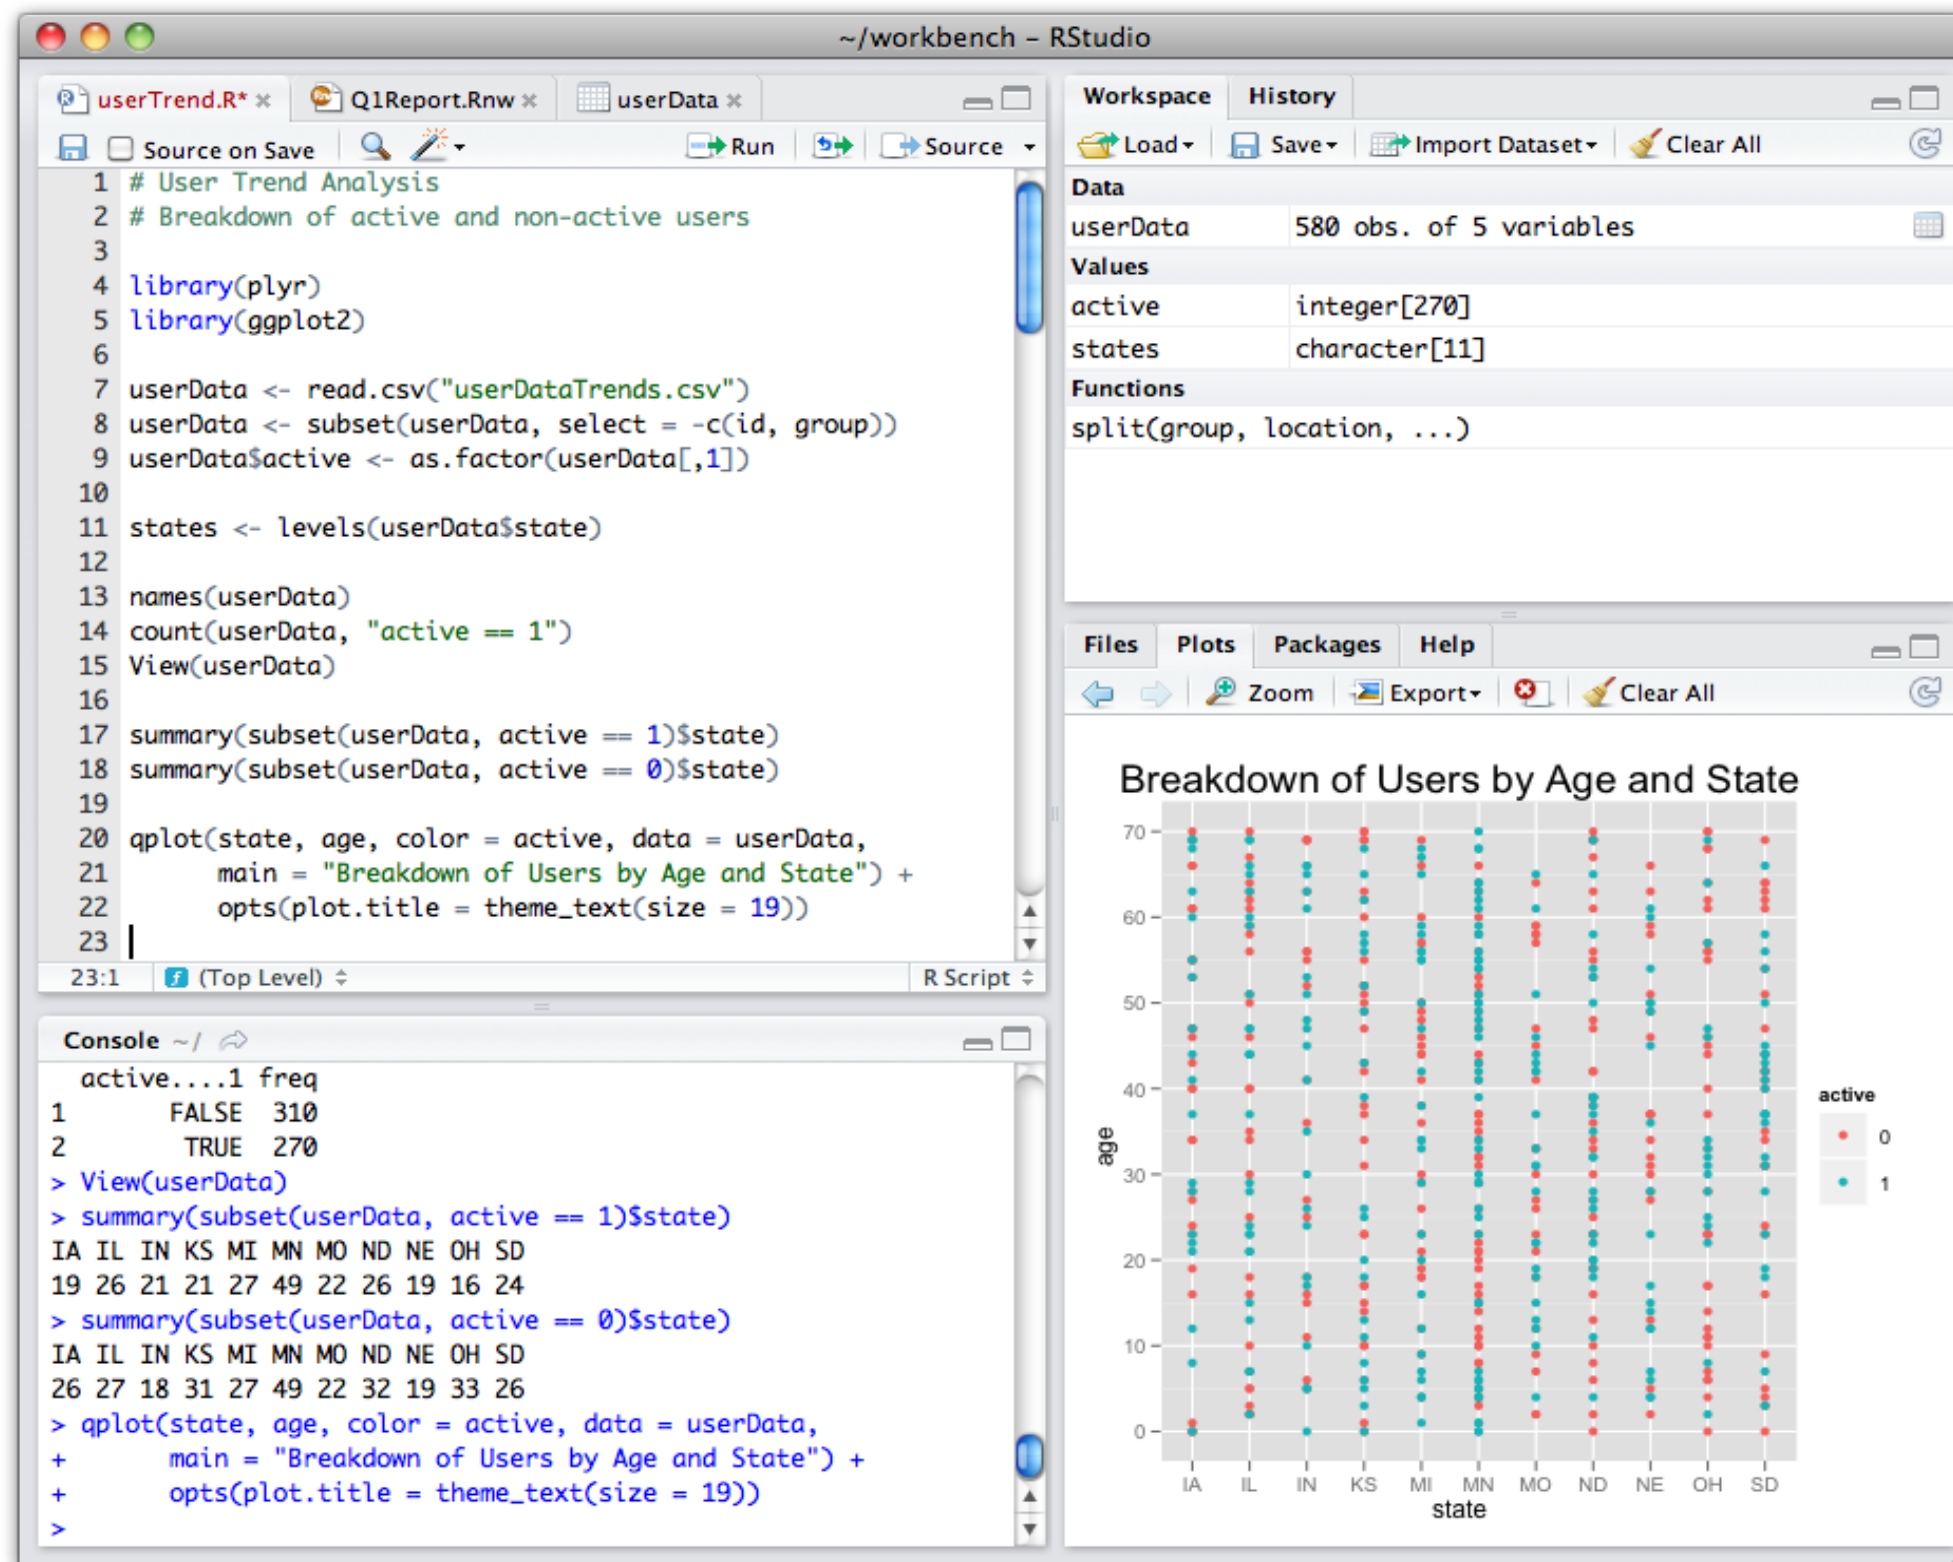 ~/workbench – RStudio
userTrend.R* Q1Report.Rnw userData
Source on Save Run Source
1 # User Trend Analysis
2 # Breakdown of active and non-active users
3
4 library(plyr)
5 library(ggplot2)
6
7 userData <- read.csv("userDataTrends.csv")
8 userData <- subset(userData, select = -c(id, group))
9 userData$active <- as.factor(userData[,1])
10
11 states <- levels(userData$state)
12
13 names(userData)
14 count(userData, "active == 1")
15 View(userData)
16
17 summary(subset(userData, active == 1)$state)
18 summary(subset(userData, active == 0)$state)
19
20 qplot(state, age, color = active, data = userData,
21 main = "Breakdown of Users by Age and State") +
22 opts(plot.title = theme_text(size = 19))
23
23:1 (Top Level) R Script
Console ~/
active....1 freq
1 FALSE 310
2 TRUE 270
> View(userData)
> summary(subset(userData, active == 1)$state)
IA IL IN KS MI MN MO ND NE OH SD
19 26 21 21 27 49 22 26 19 16 24
> summary(subset(userData, active == 0)$state)
IA IL IN KS MI MN MO ND NE OH SD
26 27 18 31 27 49 22 32 19 33 26
> qplot(state, age, color = active, data = userData,
+ main = "Breakdown of Users by Age and State") +
+ opts(plot.title = theme_text(size = 19))
>
Workspace History
Load Save Import Dataset Clear All
Data
userData 580 obs. of 5 variables
Values
active integer[270]
states character[11]
Functions
split(group, location, ...)
Files Plots Packages Help
Zoom Export Clear All
Breakdown of Users by Age and State
70
60
50
40
30
20
10
0
age
IA IL IN KS MI MN MO ND NE OH SD
state
active
0
1